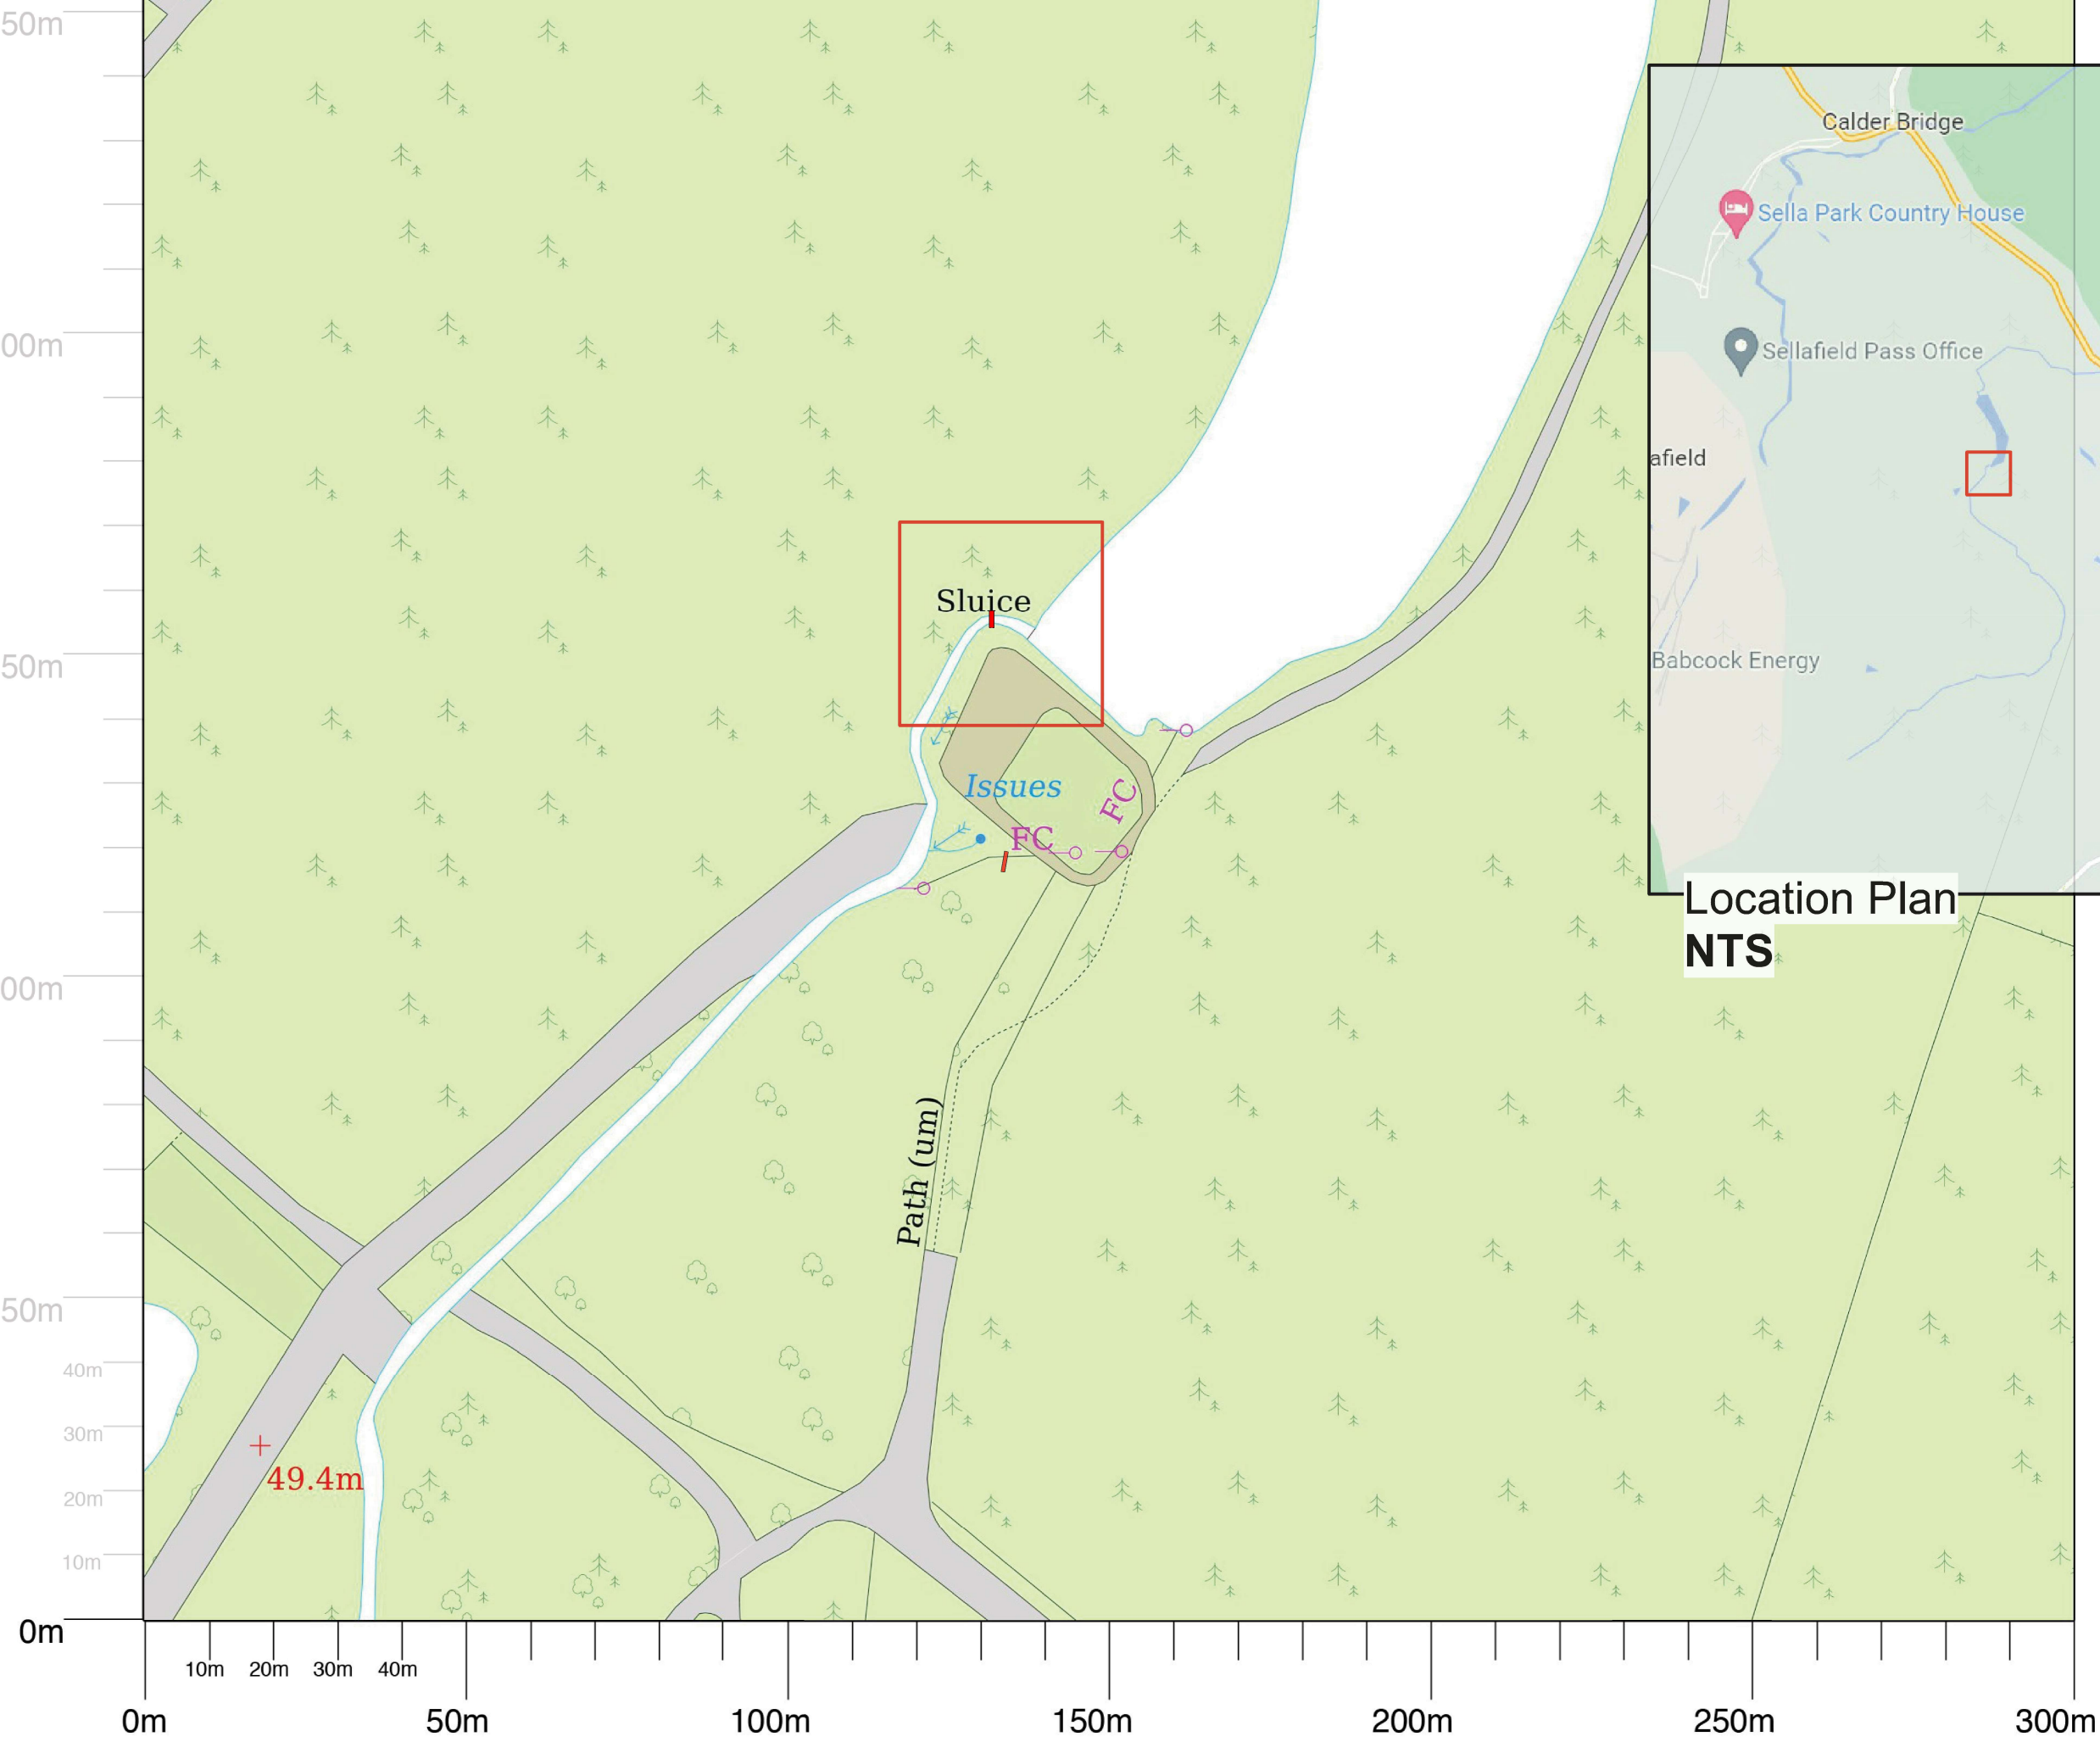 50m
Calder Bridge
Sella Park Country House
00m
Sellafield Pass Office
afield
Sluice
50m
Babcock Energy
Issues
FC
FC
Location Plan
NTS
00m
Path (um)
50m
40m
30m
49.4m
20m
10m
0m
10m 20m 30m 40m
0m 50m 100m 150m 200m 250m 300m